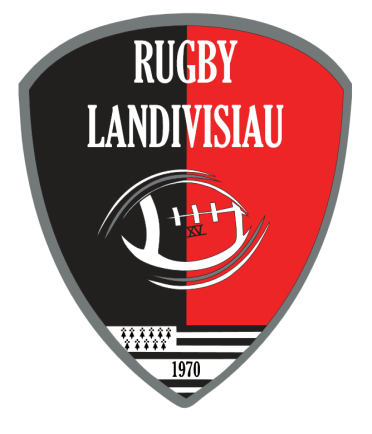 RUGBY
LANDIVISIAU
XV
1970